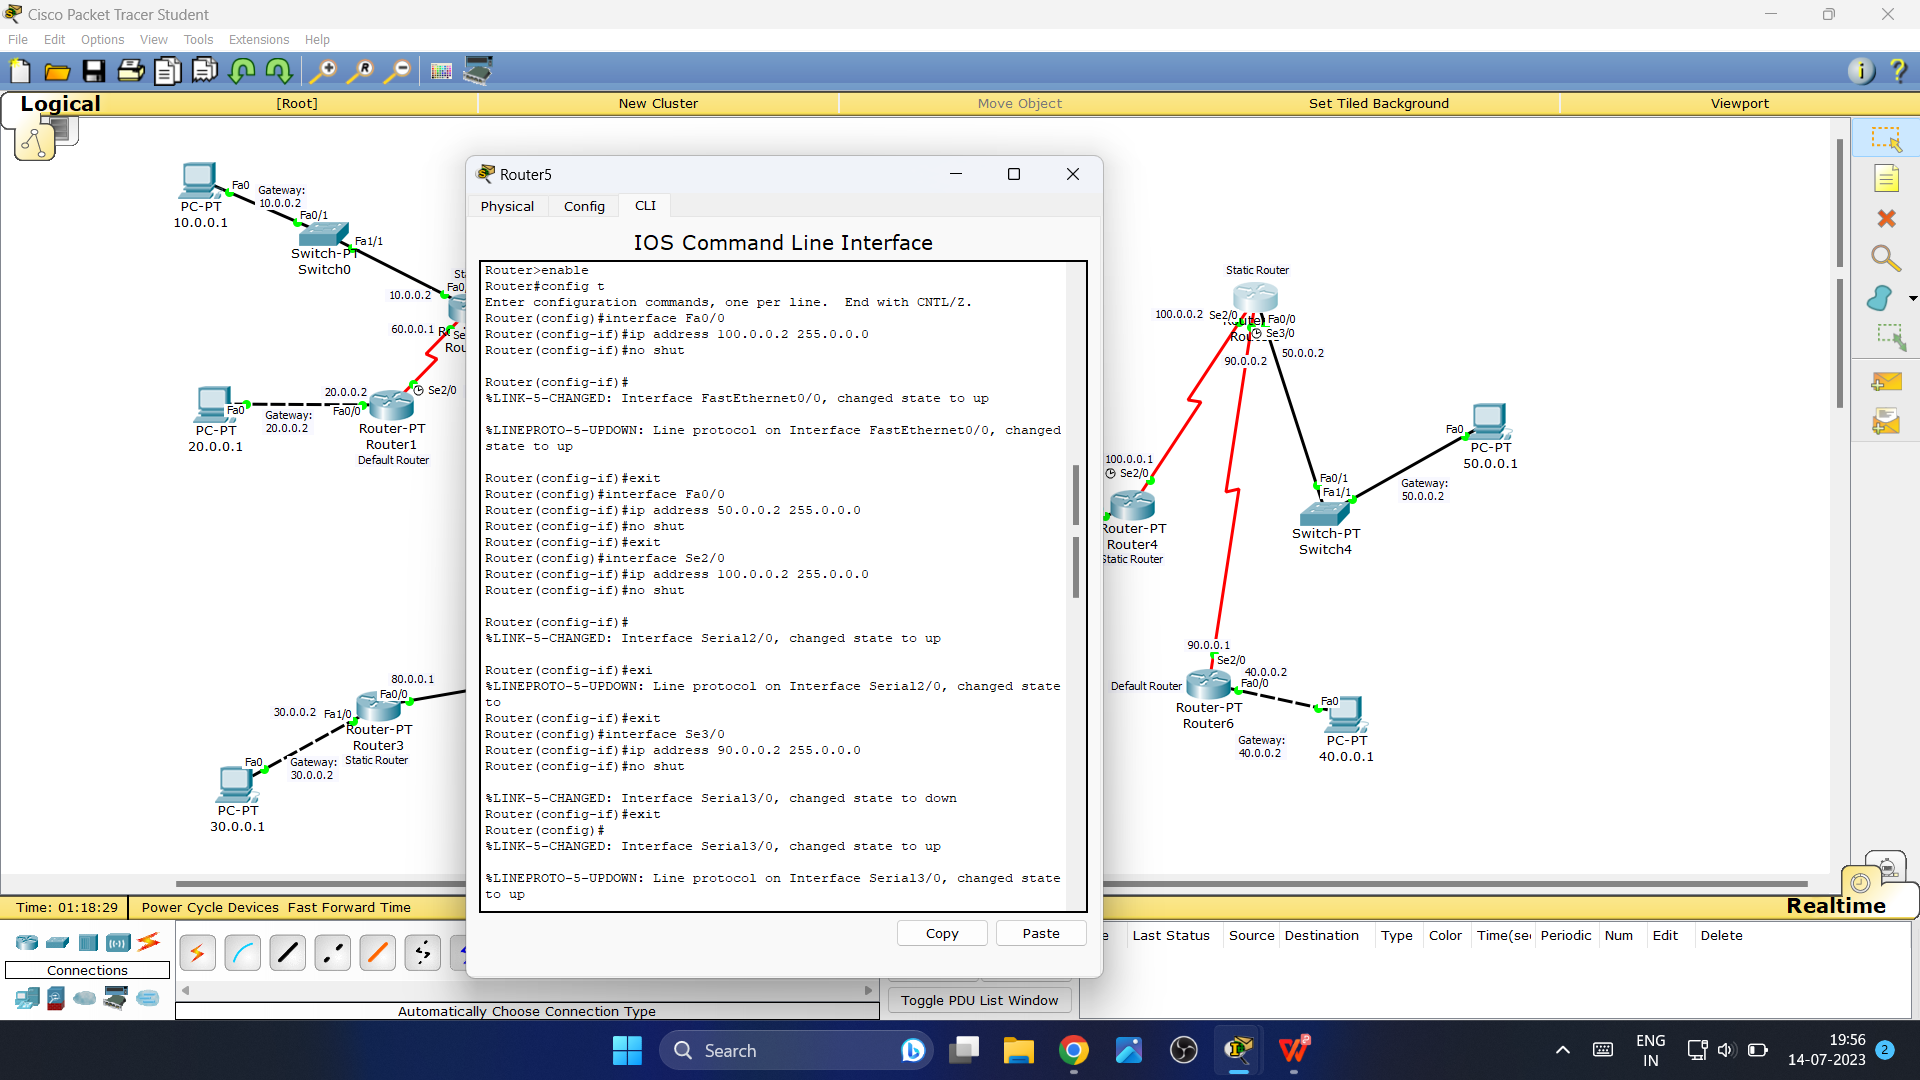 Cisco Packet Tracer Student
File Edit Options View Tools Extensions Help
Logical
[Root]
New Cluster
Move Object
Set Tiled Background
Viewport
Fa0
Gateway:
10.0.0.2
PC-PT
10.0.0.1
Fa0/1
Fa1/1
Switch-PT
Switch0
10.0.0.2
Fa0
60.0.0.1
Se
Rou
20.0.0.2
Se2/0
Fa0
Gateway:
20.0.0.2
Fa0/0
PC-PT
20.0.0.1
Router-PT
Router1
Default Router
80.0.0.1
Fa0/0
30.0.0.2
Fa1/0
Router-PT
Router3
Static Router
Fa0
Gateway:
30.0.0.2
PC-PT
30.0.0.1
Router5
Physical
Config
CLI
IOS Command Line Interface
Router>enable
Router#config t
Enter configuration commands, one per line.  End with CNTL/Z.
Router(config)#interface Fa0/0
Router(config-if)#ip address 100.0.0.2 255.0.0.0
Router(config-if)#no shut
Router(config-if)#
%LINK-5-CHANGED: Interface FastEthernet0/0, changed state to up
%LINEPROTO-5-UPDOWN: Line protocol on Interface FastEthernet0/0, changed
state to up
Router(config-if)#exit
Router(config)#interface Fa0/0
Router(config-if)#ip address 50.0.0.2 255.0.0.0
Router(config-if)#no shut
Router(config-if)#exit
Router(config)#interface Se2/0
Router(config-if)#ip address 100.0.0.2 255.0.0.0
Router(config-if)#no shut
Router(config-if)#
%LINK-5-CHANGED: Interface Serial2/0, changed state to up
Router(config-if)#exi
%LINEPROTO-5-UPDOWN: Line protocol on Interface Serial2/0, changed state
to
Router(config-if)#exit
Router(config)#interface Se3/0
Router(config-if)#ip address 90.0.0.2 255.0.0.0
Router(config-if)#no shut
%LINK-5-CHANGED: Interface Serial3/0, changed state to down
Router(config-if)#exit
Router(config)#
%LINK-5-CHANGED: Interface Serial3/0, changed state to up
%LINEPROTO-5-UPDOWN: Line protocol on Interface Serial3/0, changed state
to up
Copy
Paste
Static Router
100.0.0.2
Se2/0
Fa0/0
Se3/0
50.0.0.2
90.0.0.2
100.0.0.1
Se2/0
Router-PT
Router4
Static Router
Fa0
PC-PT
50.0.0.1
Gateway:
50.0.0.2
Fa0/1
Fa1/1
Switch-PT
Switch4
90.0.0.1
Se2/0
40.0.0.2
Fa0/0
Default Router
Router-PT
Router6
Fa0
Gateway:
40.0.0.2
PC-PT
40.0.0.1
Time: 01:18:29
Power Cycle Devices  Fast Forward Time
Realtime
Connections
Automatically Choose Connection Type
Toggle PDU List Window
e Last Status Source Destination Type Color Time(sec Periodic Num Edit Delete
Search
ENG
IN
19:56
14-07-2023
2